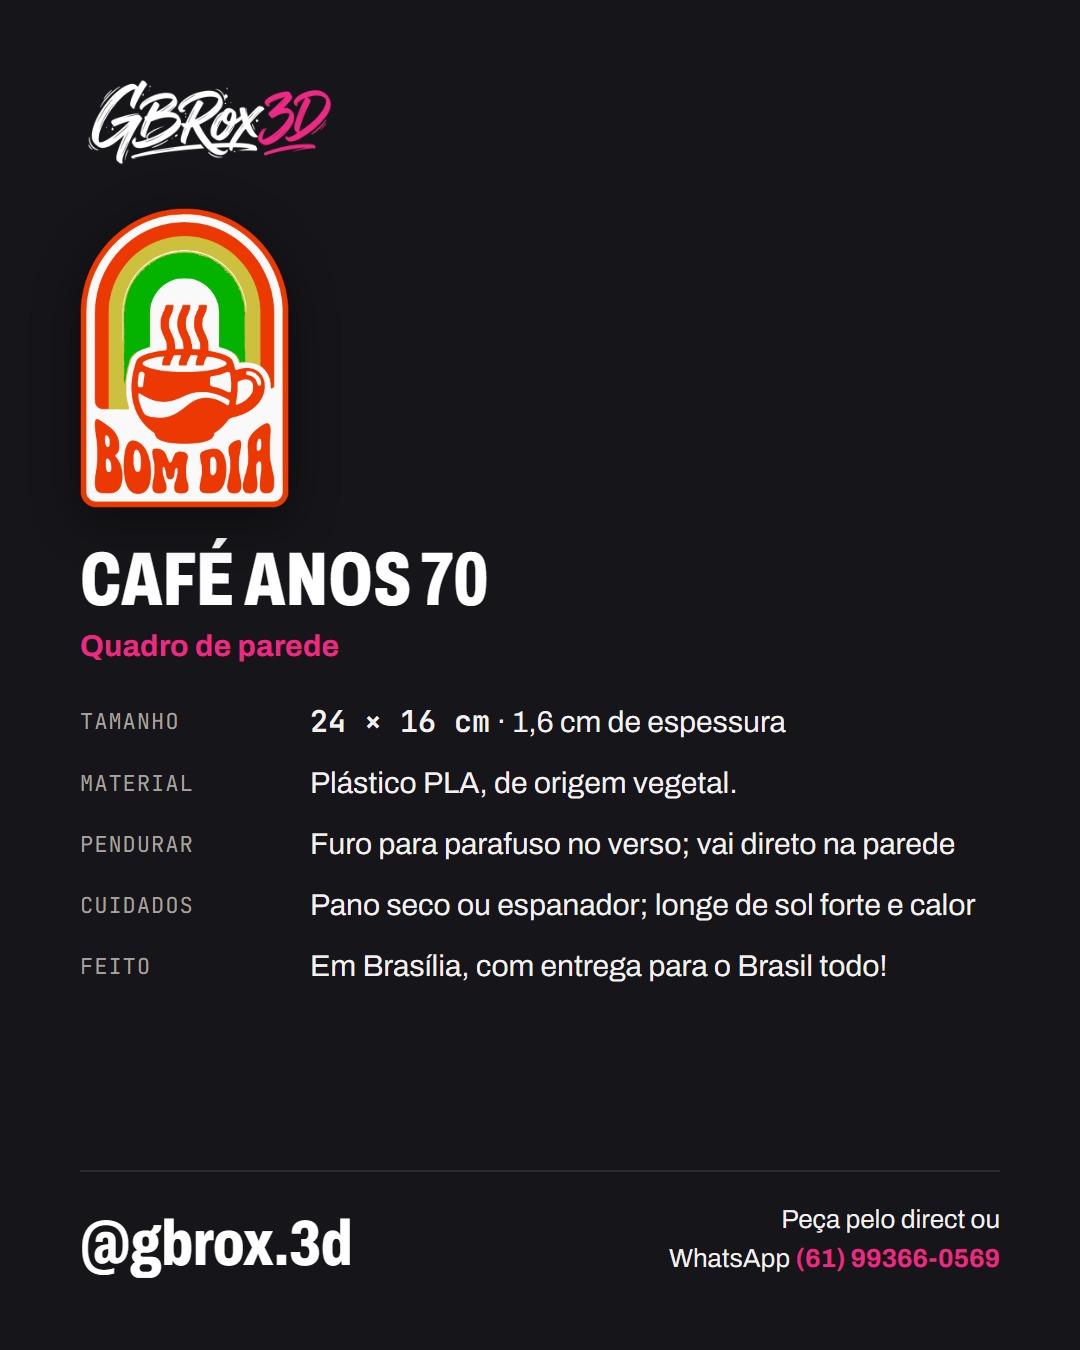 GBRox3D
BOM DIA
CAFÉ ANOS 70
Quadro de parede
TAMANHO 24 × 16 cm · 1,6 cm de espessura
MATERIAL Plástico PLA, de origem vegetal.
PENDURAR Furo para parafuso no verso; vai direto na parede
CUIDADOS Pano seco ou espanador; longe de sol forte e calor
FEITO Em Brasília, com entrega para o Brasil todo!
@gbrox.3d
Peça pelo direct ou
WhatsApp (61) 99366-0569